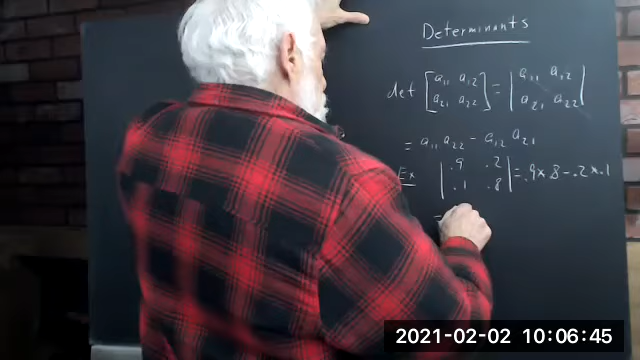 Determinants
det [a₁₁ a₁₂ a₂₁ a₂₂] = |a₁₁ a₁₂ a₂₁ a₂₂|
= a₁₁ a₂₂ - a₁₂ a₂₁
Ex |.9 .2 .1 .8| = .9×.8 - .2×.1
=
2021-02-02 10:06:45